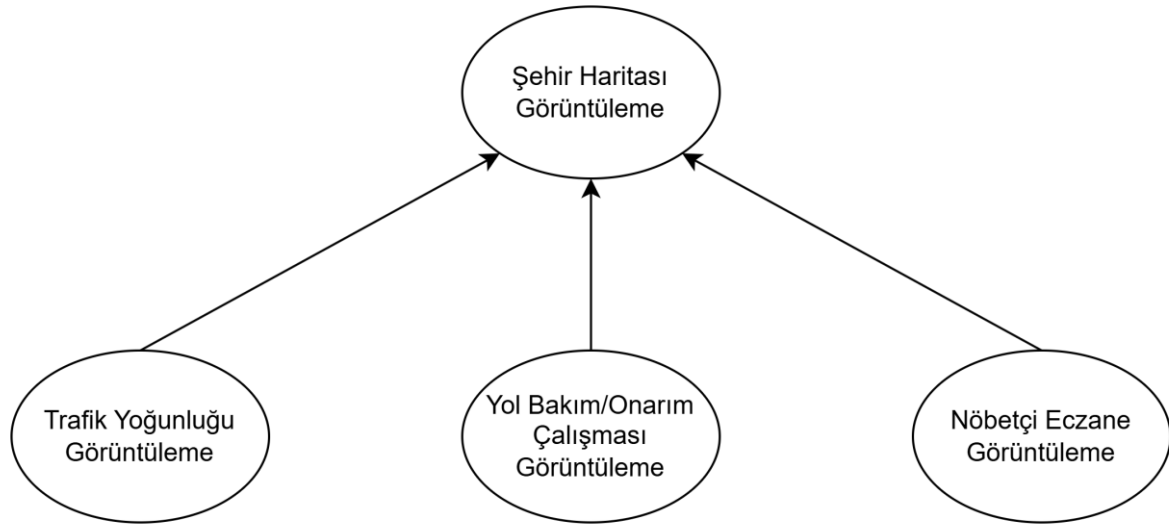 Şehir Haritası
Görüntüleme
Trafik Yoğunluğu
Görüntüleme
Yol Bakım/Onarım
Çalışması
Görüntüleme
Nöbetçi Eczane
Görüntüleme